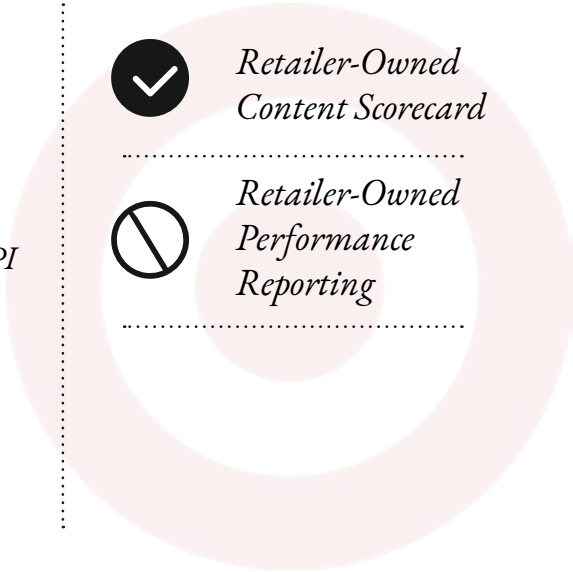 Retailer-Owned
Content Scorecard
Retailer-Owned
Performance
Reporting